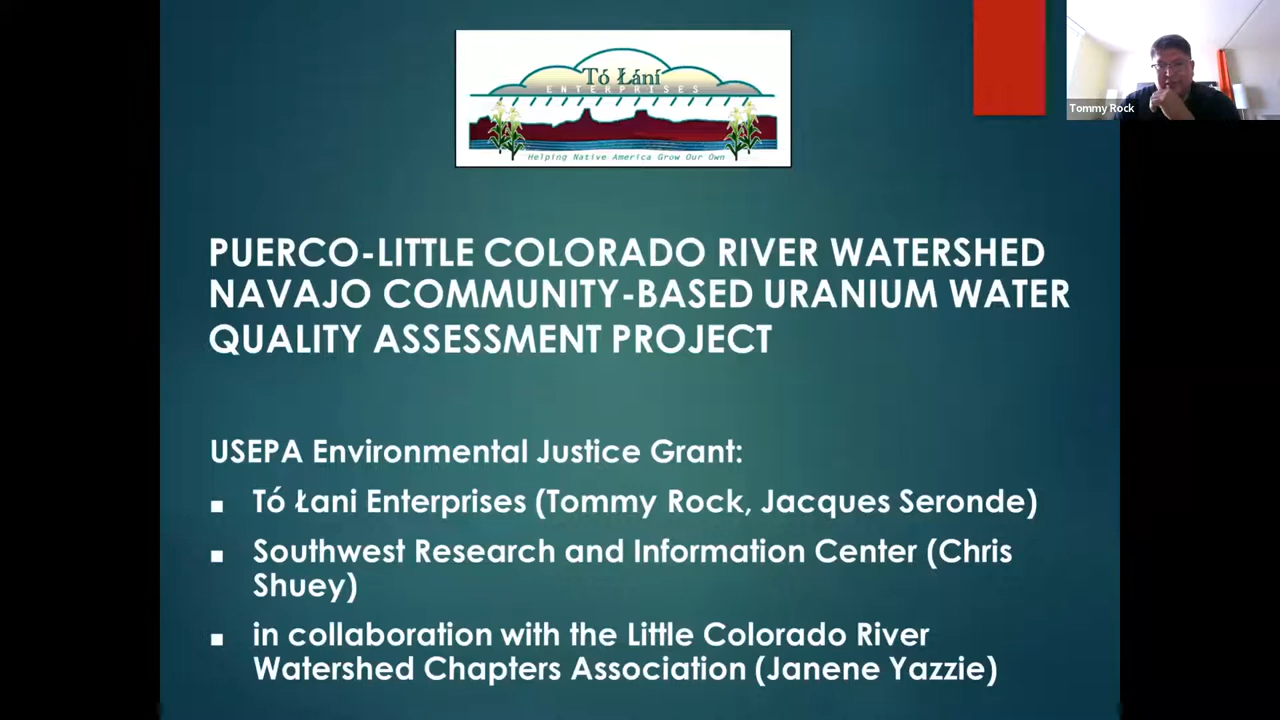 Tó Łání
ENTERPRISES
Helping Native America Grow Our Own
Tommy Rock
PUERCO-LITTLE COLORADO RIVER WATERSHED
NAVAJO COMMUNITY-BASED URANIUM WATER
QUALITY ASSESSMENT PROJECT
USEPA Environmental Justice Grant:
▪ Tó Łani Enterprises (Tommy Rock, Jacques Seronde)
▪ Southwest Research and Information Center (Chris
Shuey)
▪ in collaboration with the Little Colorado River
Watershed Chapters Association (Janene Yazzie)